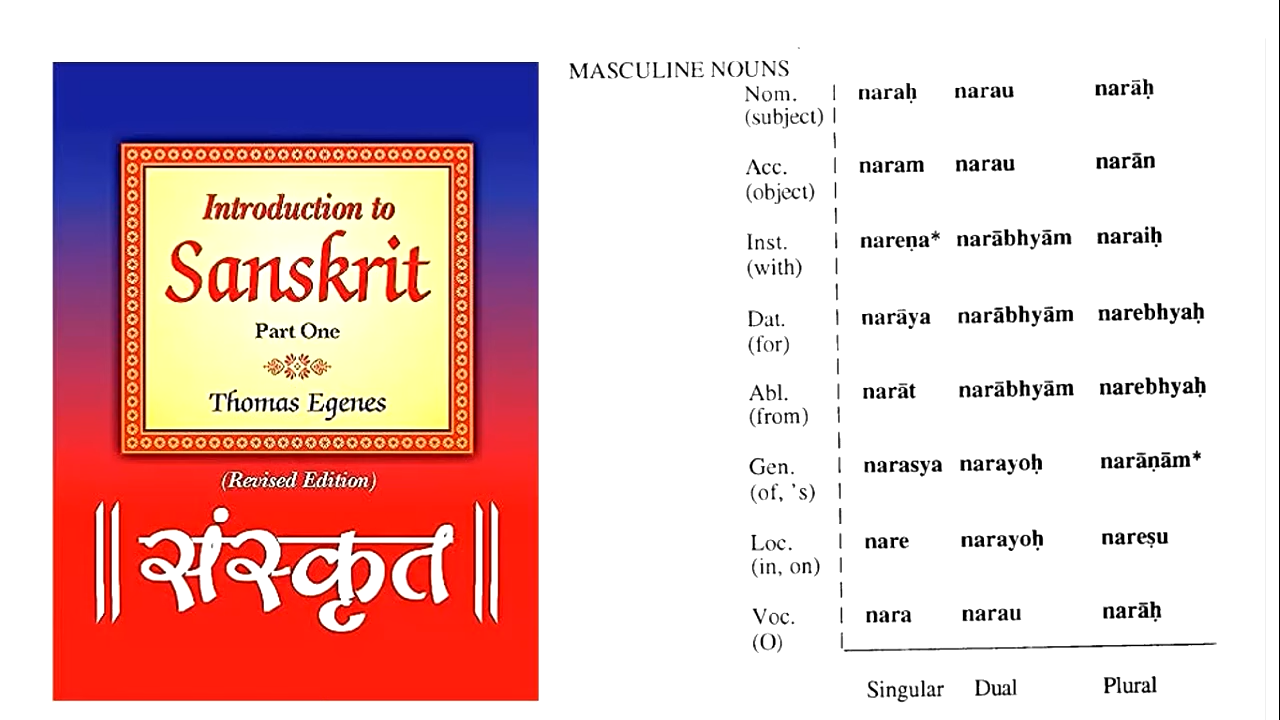 Introduction to
Sanskrit
Part One
Thomas Egenes
(Revised Edition)
॥ संस्कृत ॥
MASCULINE NOUNS
Nom. naraḥ narau narāḥ
(subject)
Acc. naram narau narān
(object)
Inst. nareṇa* narābhyām naraiḥ
(with)
Dat. narāya narābhyām narebhyaḥ
(for)
Abl. narāt narābhyām narebhyaḥ
(from)
Gen. narasya narayoḥ narāṇām*
(of, 's)
Loc. nare narayoḥ nareṣu
(in, on)
Voc. nara narau narāḥ
(O)
Singular Dual Plural